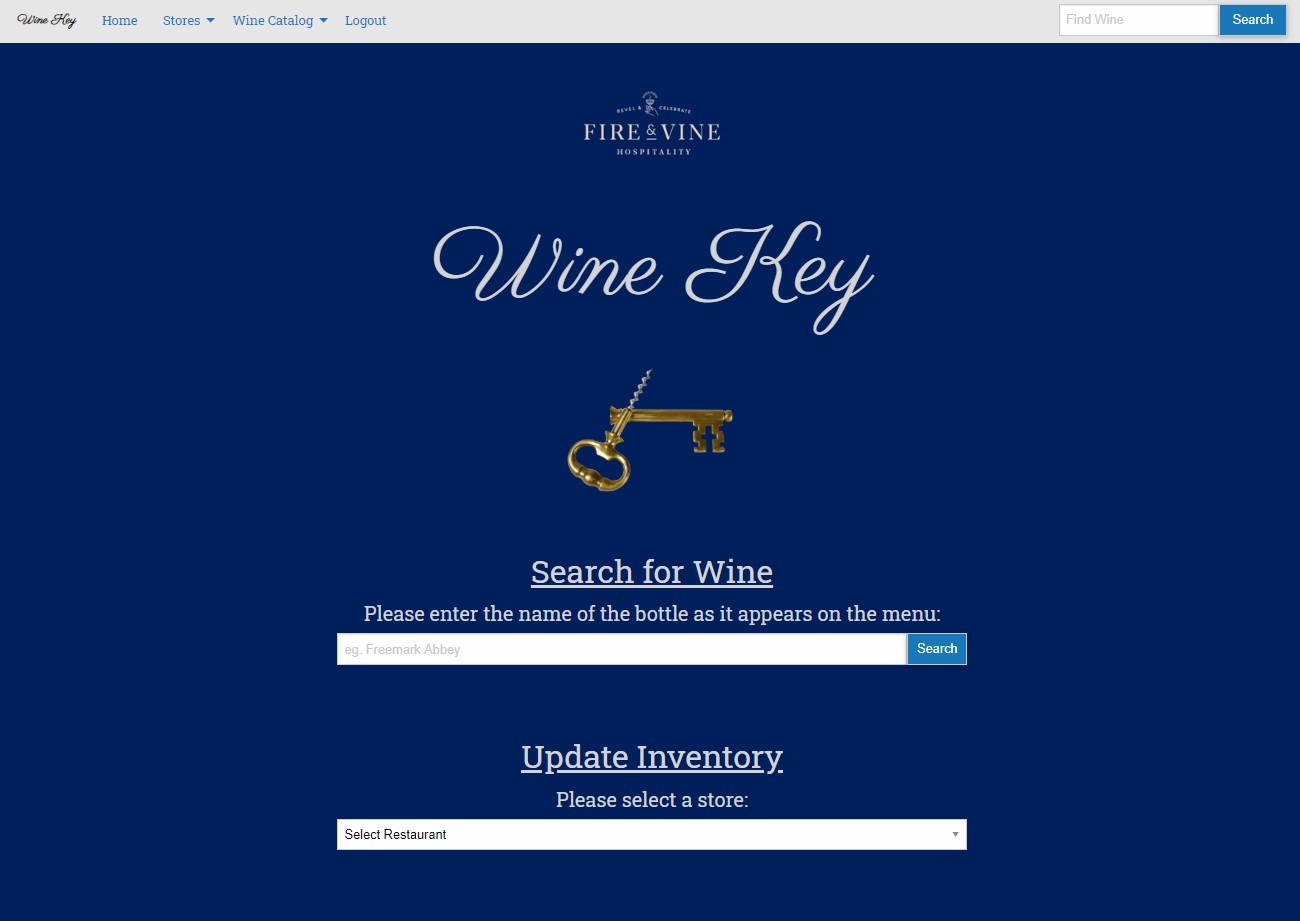 Wine Key Home Stores Wine Catalog Logout Find Wine Search
REVEL & CELEBRATE
FIRE & VINE
HOSPITALITY
Wine Key
Search for Wine
Please enter the name of the bottle as it appears on the menu:
eg. Freemark Abbey Search
Update Inventory
Please select a store:
Select Restaurant